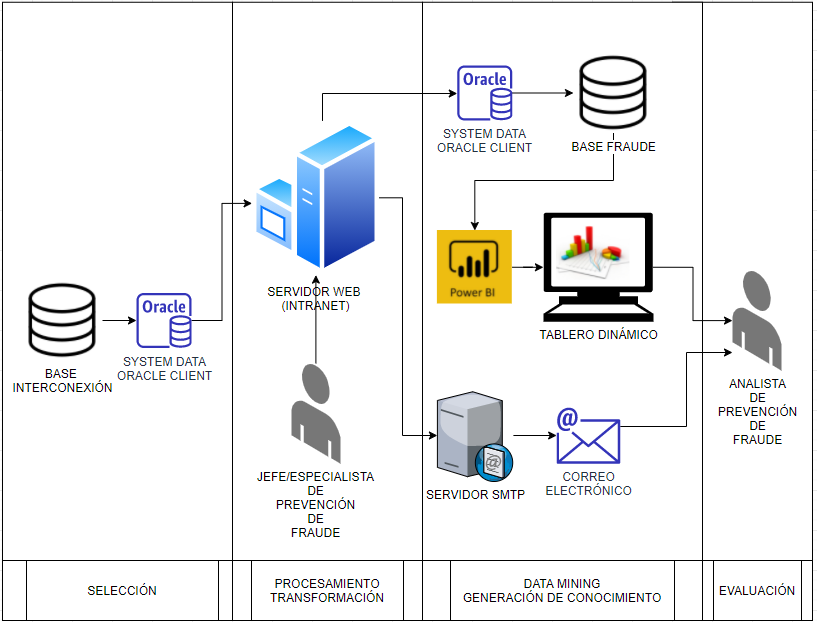 Oracle
SYSTEM DATA
ORACLE CLIENT
BASE FRAUDE
Power BI
TABLERO DINÁMICO
SERVIDOR WEB
(INTRANET)
BASE
INTERCONEXIÓN
Oracle
SYSTEM DATA
ORACLE CLIENT
JEFE/ESPECIALISTA
DE
PREVENCIÓN
DE
FRAUDE
@
SERVIDOR SMTP
@
CORREO
ELECTRÓNICO
ANALISTA
DE
PREVENCIÓN
DE
FRAUDE
SELECCIÓN
PROCESAMIENTO
TRANSFORMACIÓN
DATA MINING
GENERACIÓN DE CONOCIMIENTO
EVALUACIÓN